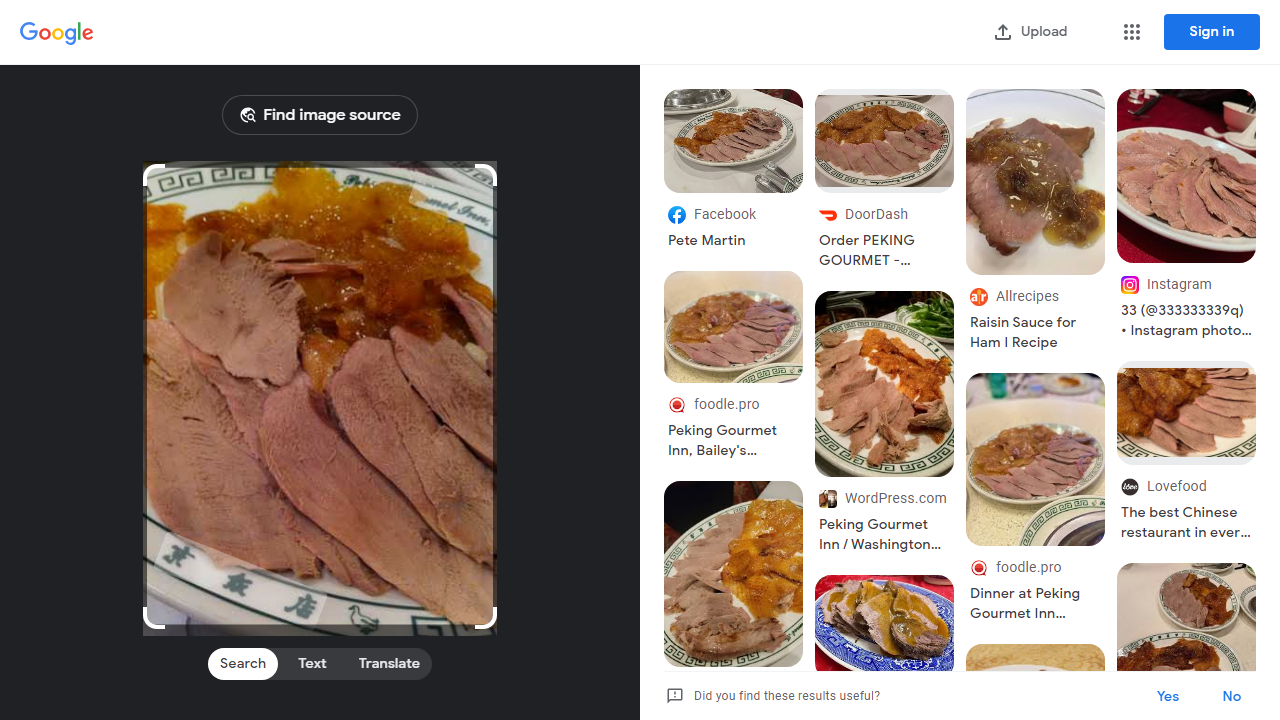 Google
Upload
Sign in
Find image source
Search
Text
Translate
Facebook
Pete Martin
foodle.pro
Peking Gourmet
Inn, Bailey's...
DoorDash
Order PEKING
GOURMET -...
WordPress.com
Peking Gourmet
Inn / Washington...
Allrecipes
Raisin Sauce for
Ham I Recipe
foodle.pro
Dinner at Peking
Gourmet Inn...
Instagram
33 (@333333339q)
• Instagram photo...
Lovefood
The best Chinese
restaurant in ever...
Did you find these results useful?
Yes
No